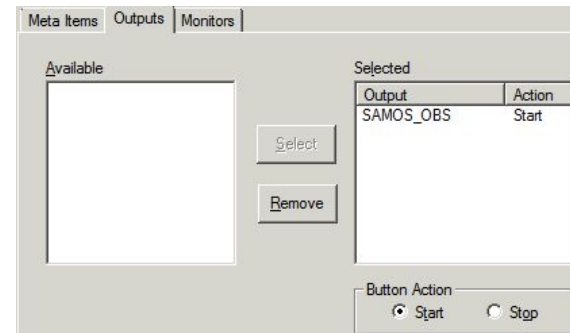 Meta Items Outputs Monitors
Available
Selected
Output Action
SAMOS_OBS Start
Select
Remove
Button Action
Start Stop